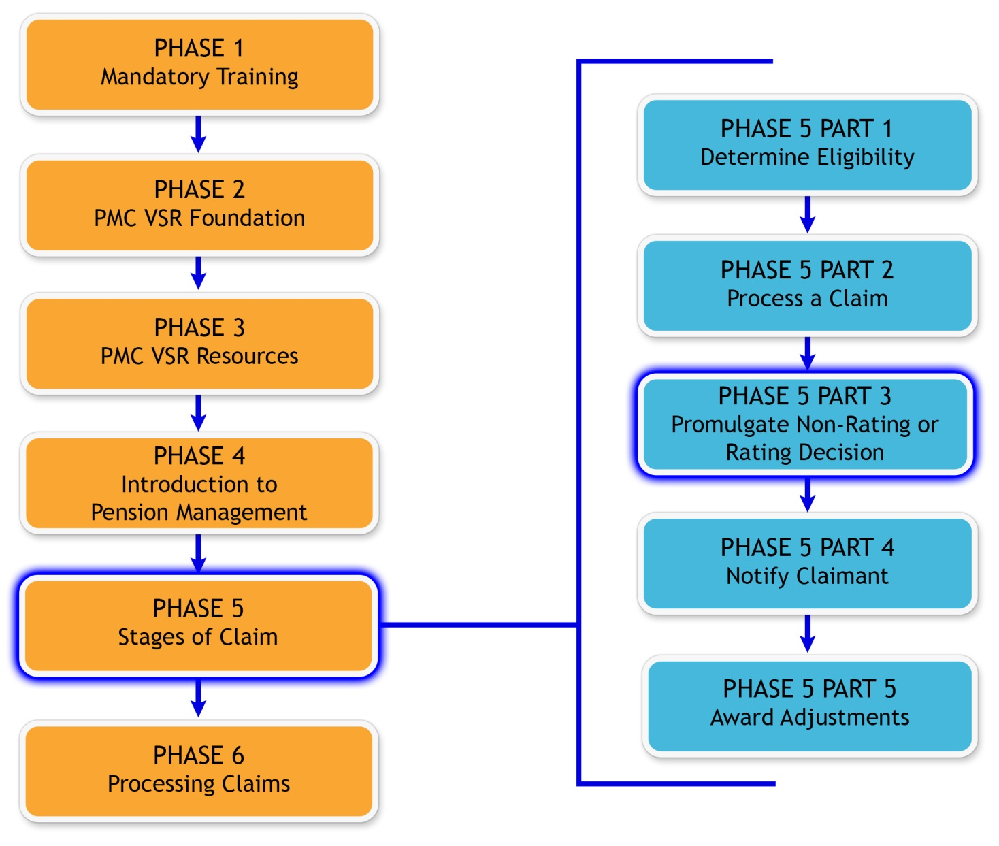 PHASE 1
Mandatory Training
PHASE 2
PMC VSR Foundation
PHASE 3
PMC VSR Resources
PHASE 4
Introduction to
Pension Management
PHASE 5
Stages of Claim
PHASE 6
Processing Claims
PHASE 5 PART 1
Determine Eligibility
PHASE 5 PART 2
Process a Claim
PHASE 5 PART 3
Promulgate Non-Rating or
Rating Decision
PHASE 5 PART 4
Notify Claimant
PHASE 5 PART 5
Award Adjustments